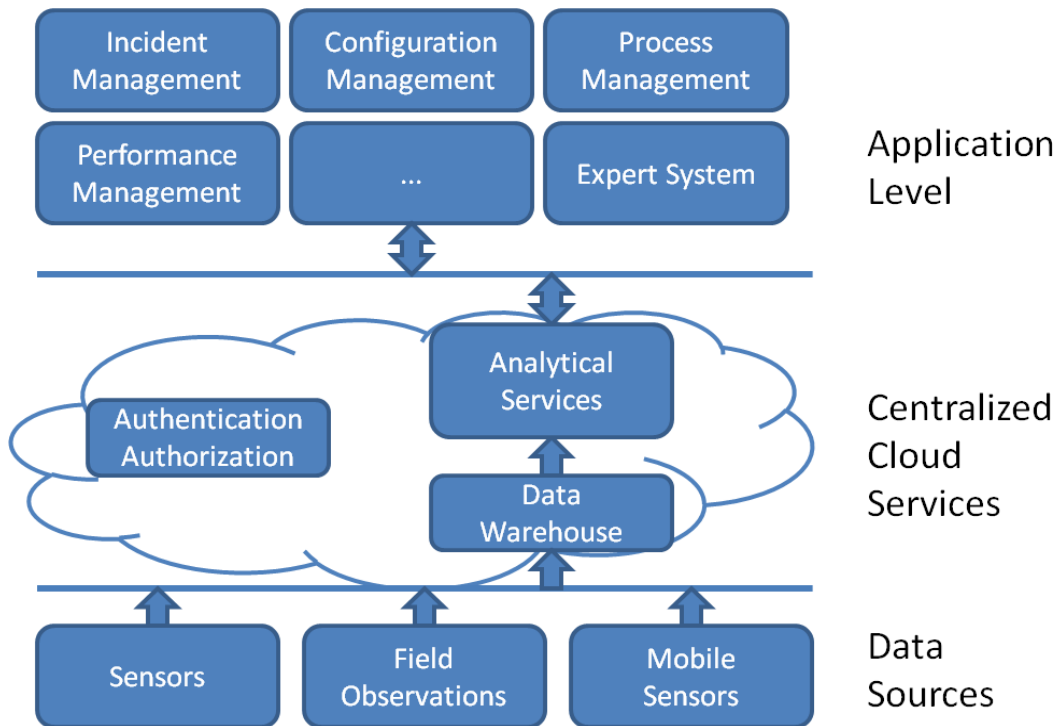 Incident
Management
Configuration
Management
Process
Management
Performance
Management
...
Expert System
Application
Level
Analytical
Services
Authentication
Authorization
Data
Warehouse
Centralized
Cloud
Services
Sensors
Field
Observations
Mobile
Sensors
Data
Sources